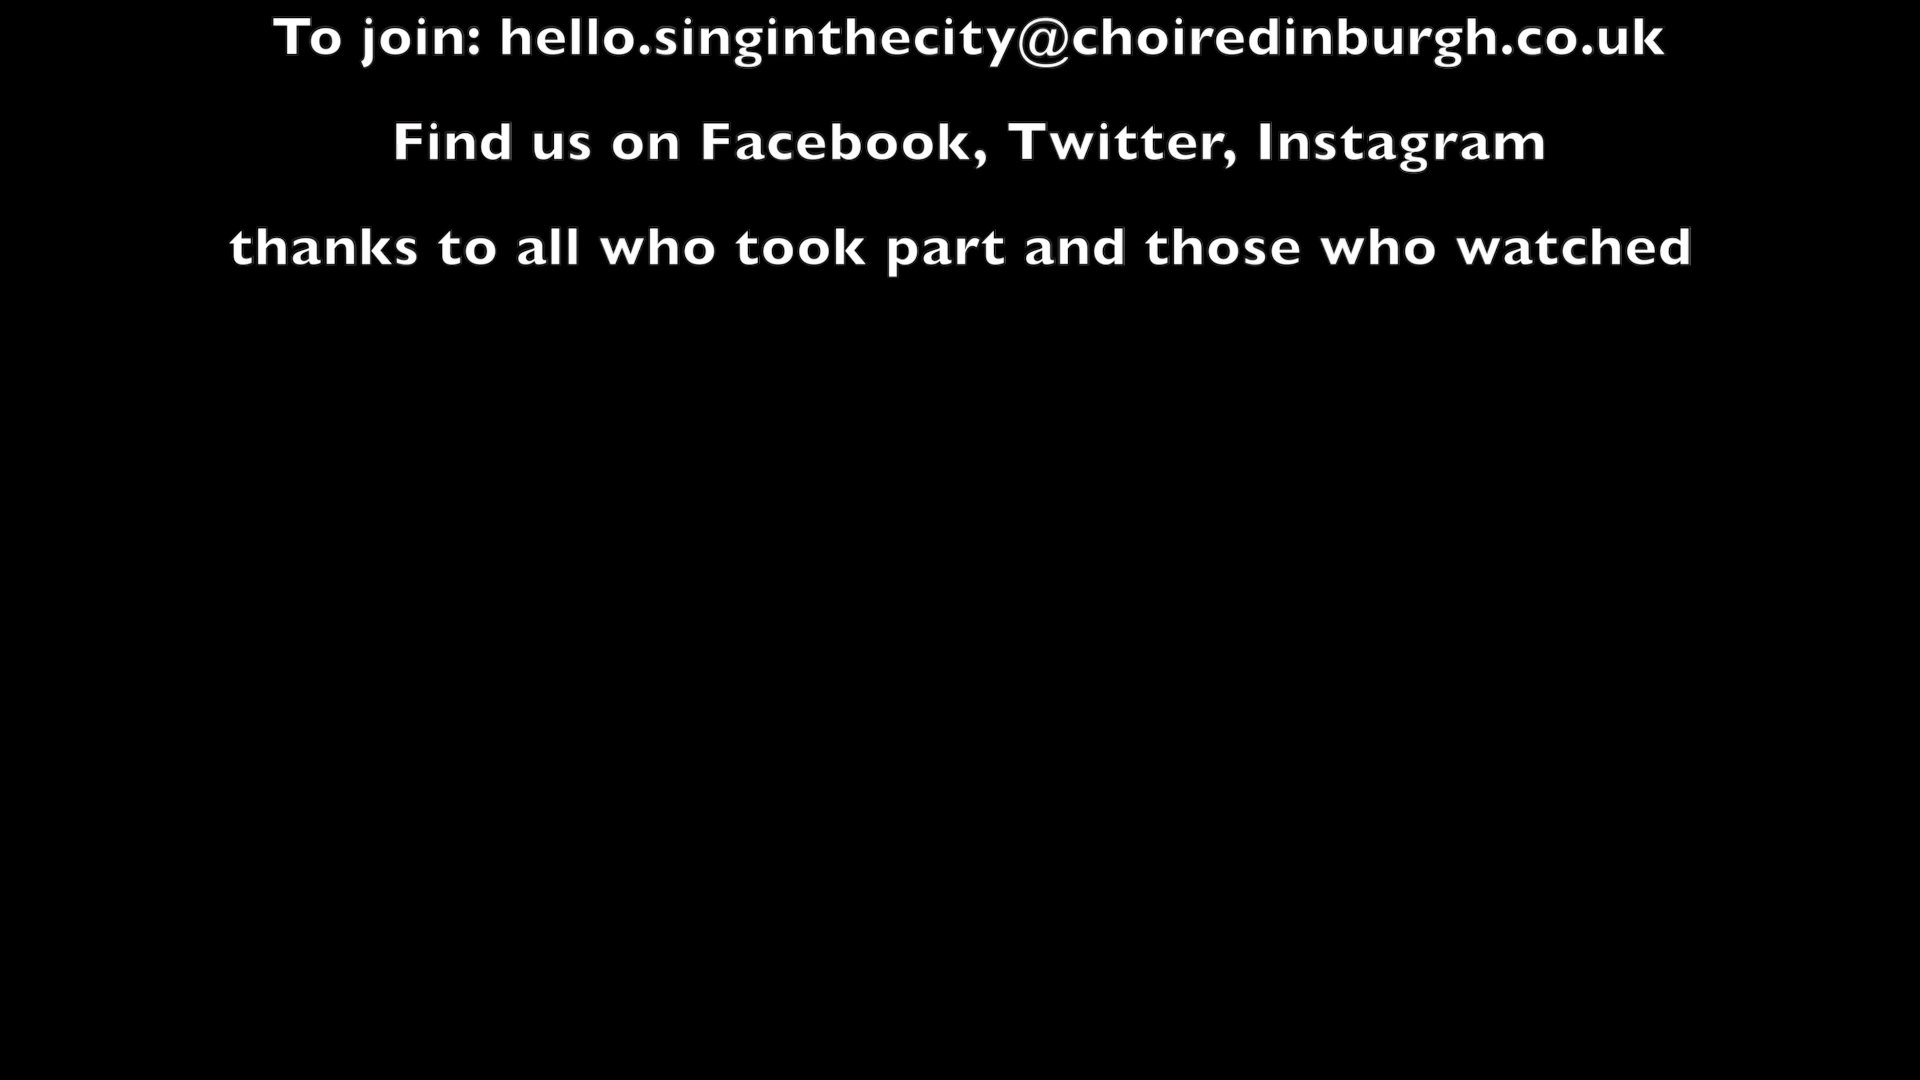 To join: hello.singinthecity@choiredinburgh.co.uk
Find us on Facebook, Twitter, Instagram
thanks to all who took part and those who watched